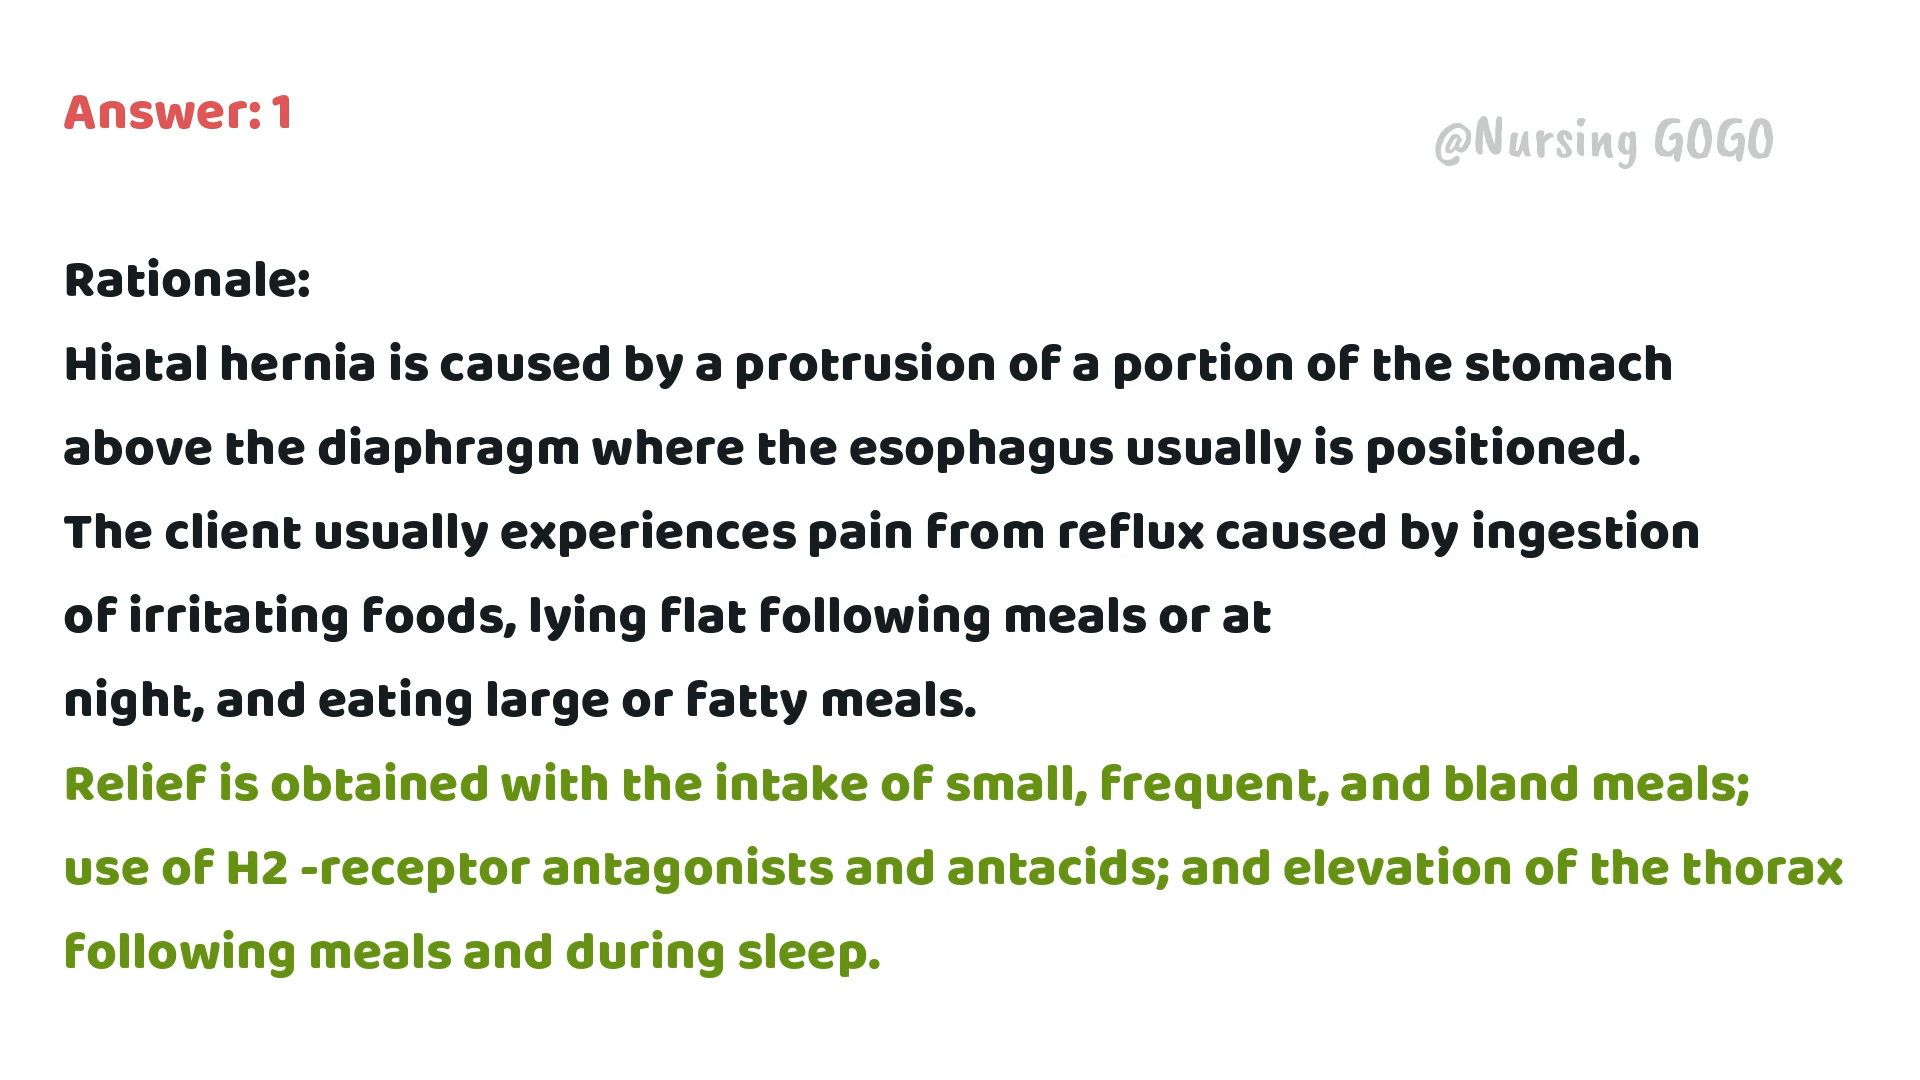 Answer: 1
@Nursing GOGO
Rationale:
Hiatal hernia is caused by a protrusion of a portion of the stomach
above the diaphragm where the esophagus usually is positioned.
The client usually experiences pain from reflux caused by ingestion
of irritating foods, lying flat following meals or at
night, and eating large or fatty meals.
Relief is obtained with the intake of small, frequent, and bland meals;
use of H2 -receptor antagonists and antacids; and elevation of the thorax
following meals and during sleep.